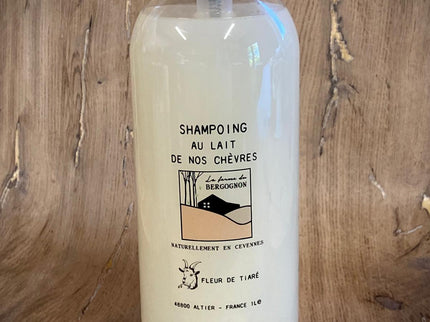 SHAMPOING
AU LAIT
DE NOS CHÈVRES
La ferme du
BERGOGNON
NATURELLEMENT EN CEVENNES
FLEUR DE TIARÉ
48800 ALTIER - FRANCE 1L℮